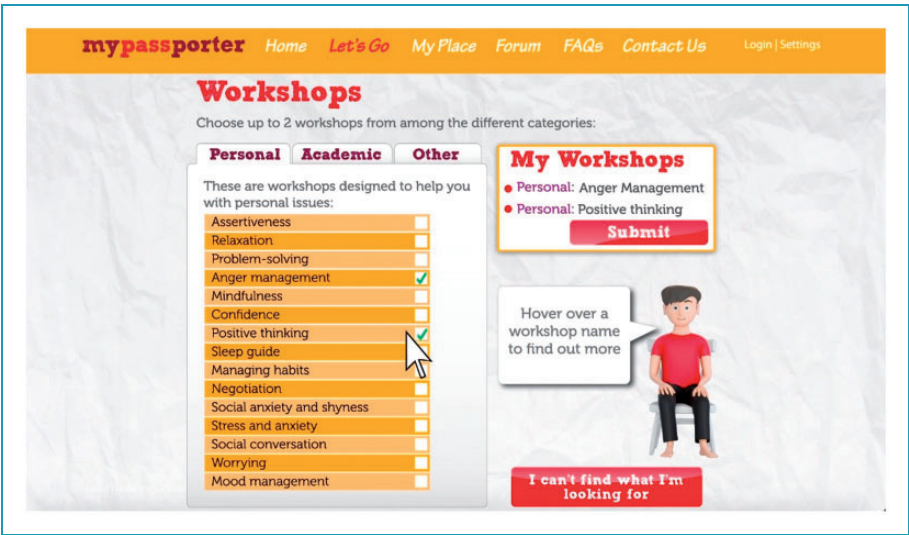 mypassporter Home Let's Go My Place Forum FAQs Contact Us Login | Settings
Workshops
Choose up to 2 workshops from among the different categories:
Personal Academic Other
These are workshops designed to help you
with personal issues:
Assertiveness
Relaxation
Problem-solving
Anger management
Mindfulness
Confidence
Positive thinking
Sleep guide
Managing habits
Negotiation
Social anxiety and shyness
Stress and anxiety
Social conversation
Worrying
Mood management
My Workshops
Personal: Anger Management
Personal: Positive thinking
Submit
Hover over a
workshop name
to find out more
I can't find what I'm
looking for